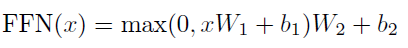 FFN(x) = max(0, xW₁ + b₁)W₂ + b₂